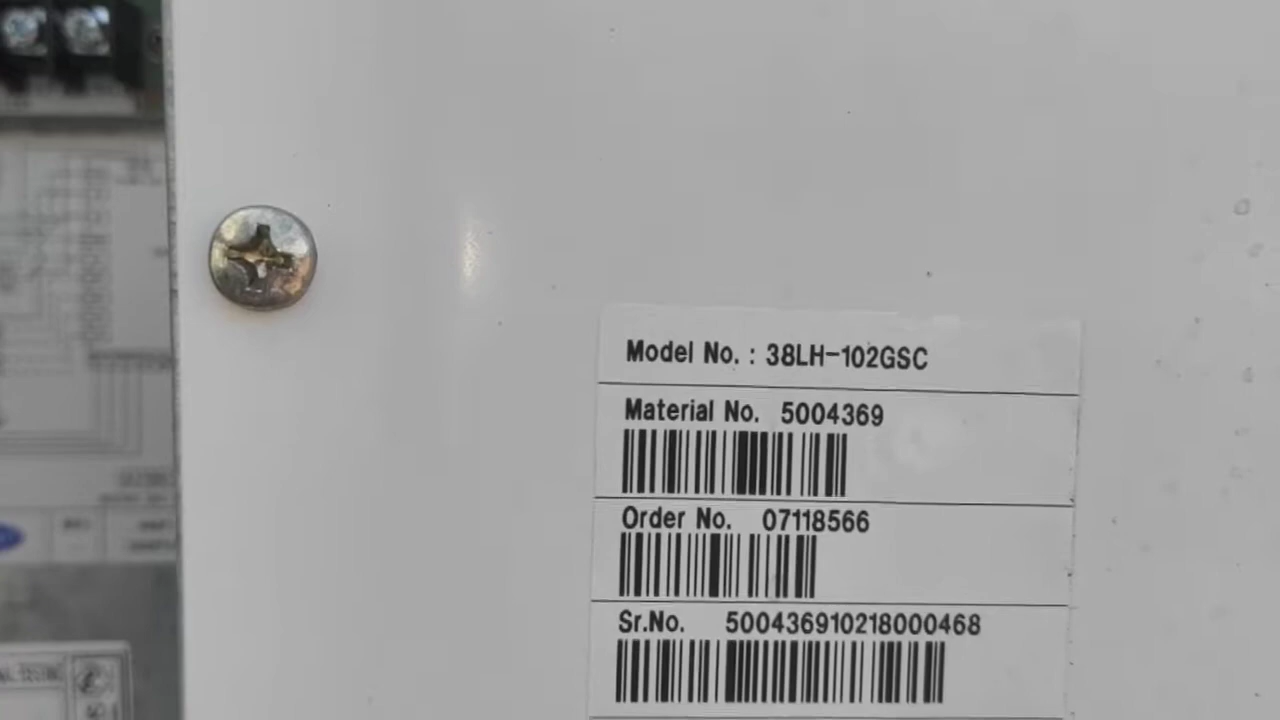 Model No. : 38LH-102GSC
Material No. 5004369
Order No. 07118566
Sr.No. 500436910218000468